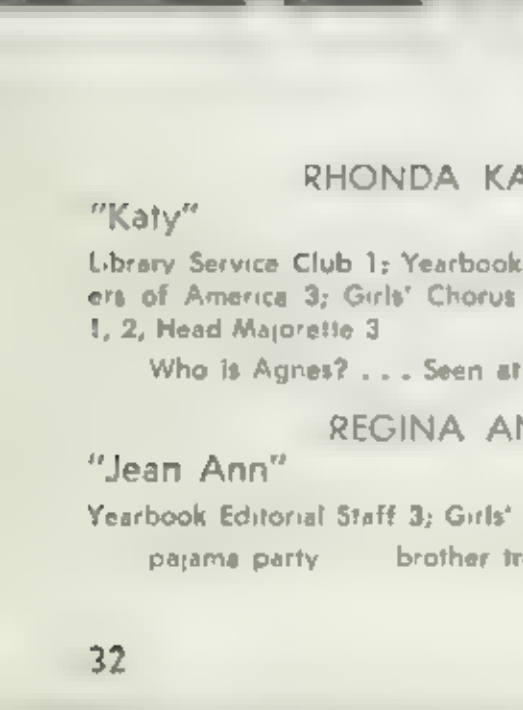 RHONDA KA
"Katy"
Library Service Club 1; Yearbook
ers of America 3; Girls' Chorus
1, 2, Head Majorette 3
Who is Agnes? . . . Seen at
REGINA AN
"Jean Ann"
Yearbook Editorial Staff 3; Girls'
pajama party brother tr
32